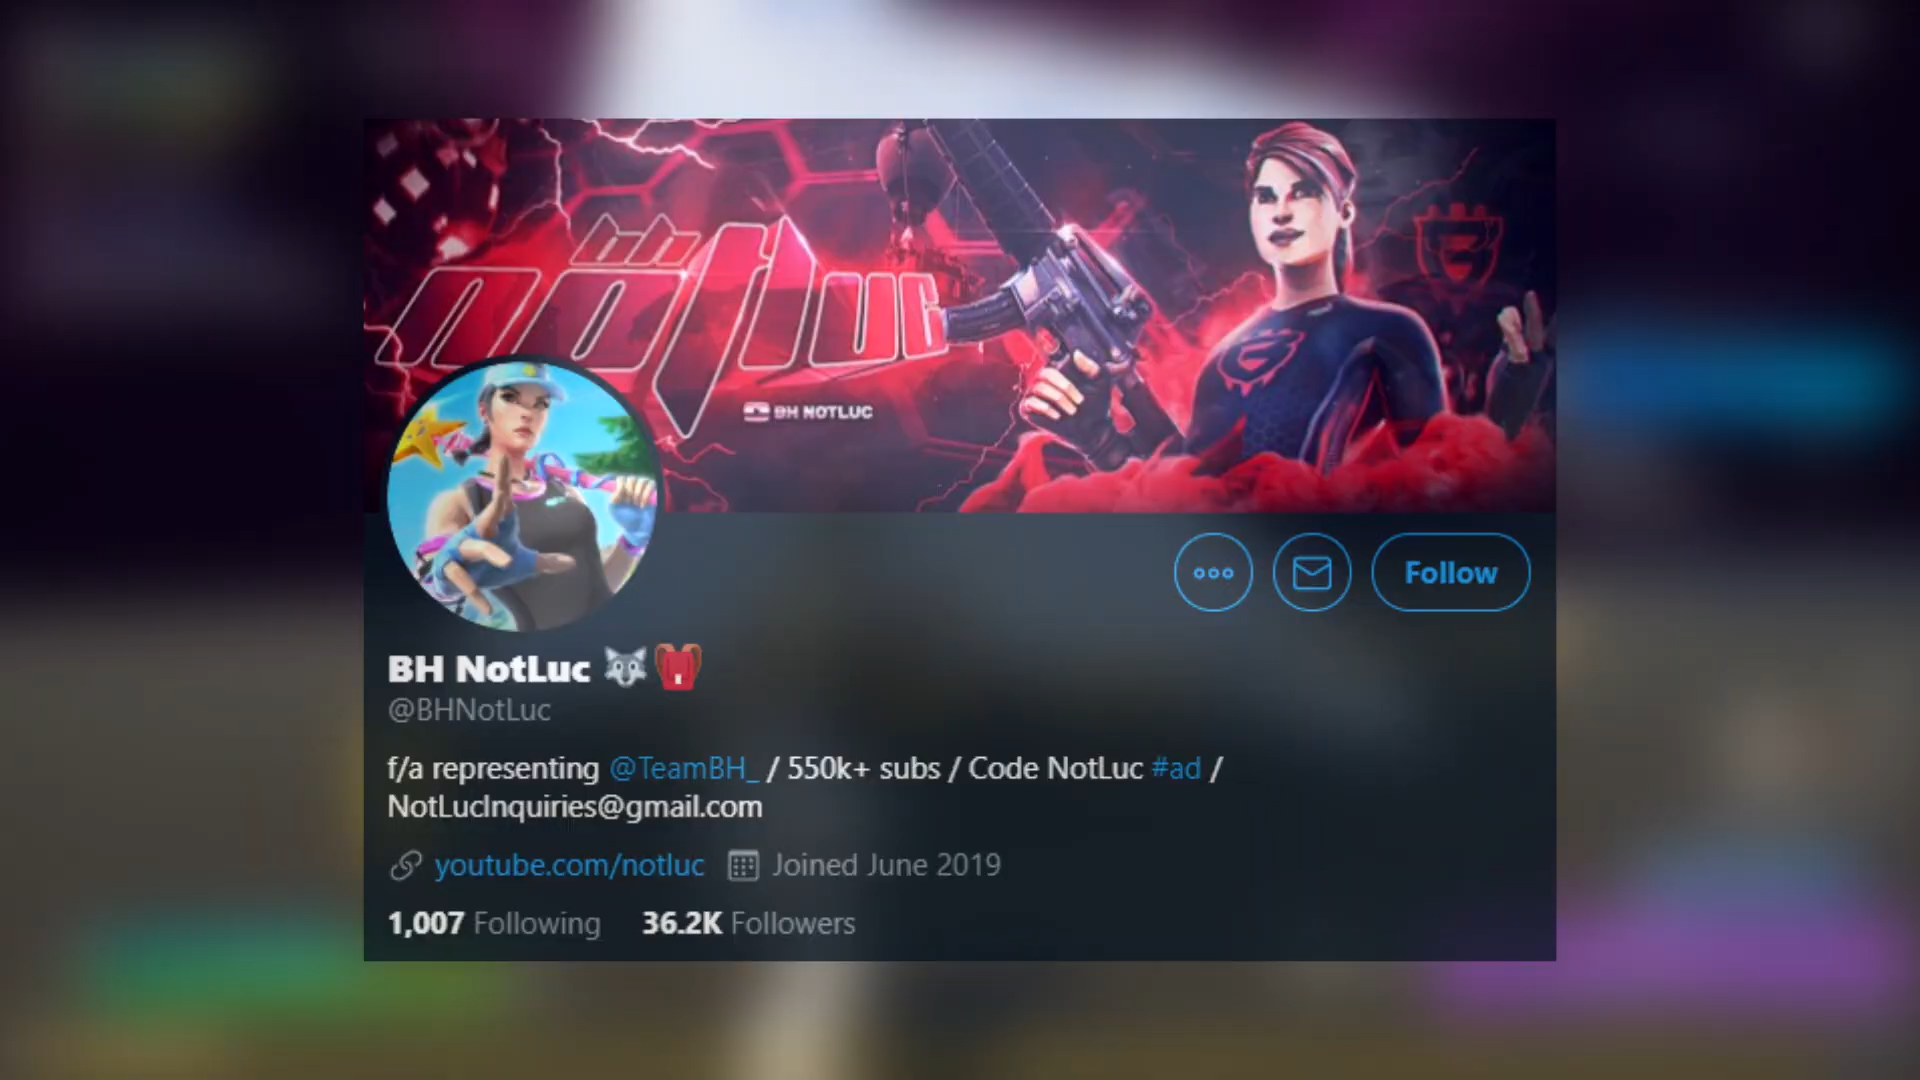 bh
nötluc
BH NOTLUC
Follow
BH NotLuc
@BHNotLuc
f/a representing @TeamBH_ / 550k+ subs / Code NotLuc #ad /
NotLucInquiries@gmail.com
youtube.com/notluc Joined June 2019
1,007 Following 36.2K Followers